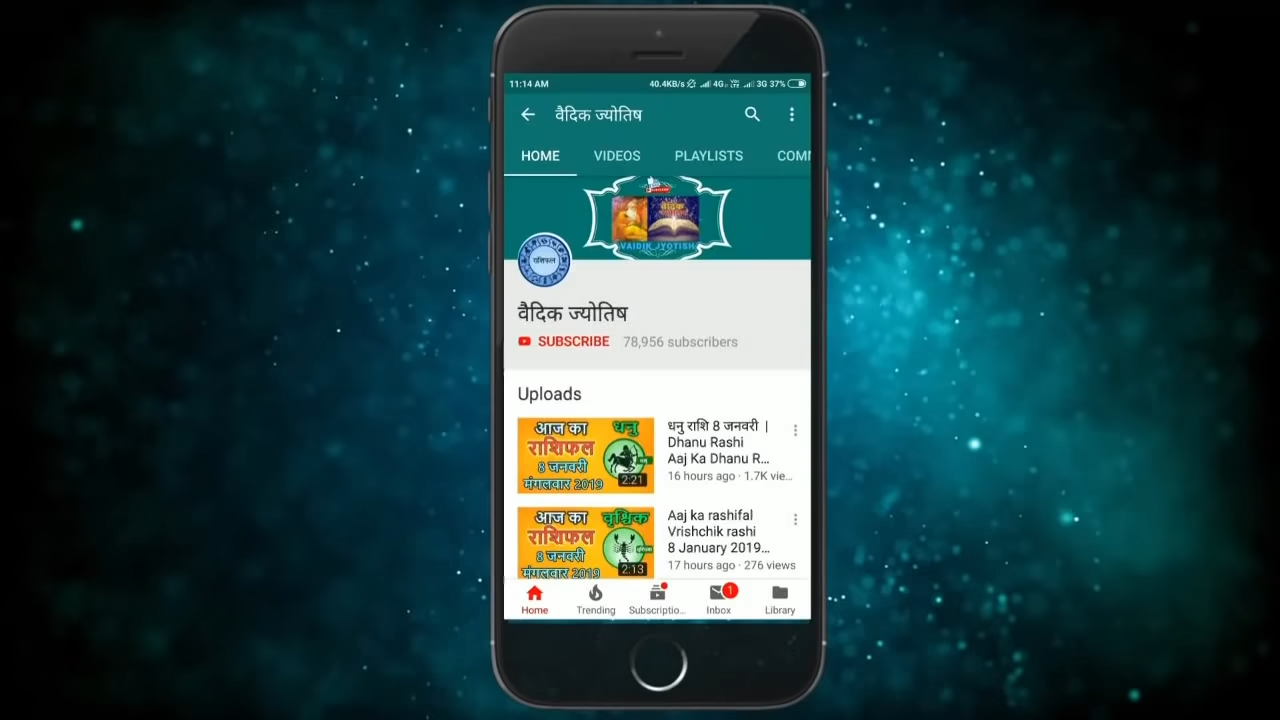 11:14 AM 40.4KB/s 4G 3G 37%
वैदिक ज्योतिष
HOME VIDEOS PLAYLISTS COM
वैदिक
VAIDIK JYOTISH
राशिफल
वैदिक ज्योतिष
SUBSCRIBE 78,956 subscribers
Uploads
आज का धनु
राशिफल
8 जनवरी
मंगलवार 2019
2:21
धनु राशि 8 जनवरी |
Dhanu Rashi
Aaj Ka Dhanu R...
16 hours ago · 1.7K vie...
आज का वृश्चिक
राशिफल
8 जनवरी
मंगलवार 2019
2:13
Aaj ka rashifal
Vrishchik rashi
8 January 2019...
17 hours ago · 276 views
1
Home Trending Subscriptio... Inbox Library